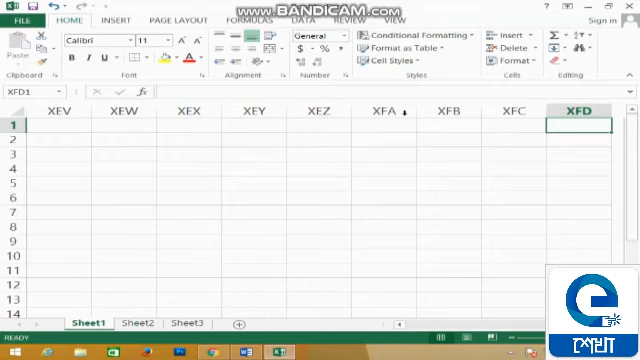 www.BANDICAM.com
FILE HOME INSERT PAGE LAYOUT FORMULAS DATA REVIEW VIEW Sign in
Paste Calibri 11 General Conditional Formatting Insert
B I U $ % Format as Table Delete
Cell Styles Format
Clipboard Font Alignment Number Styles Cells Editing
XFD1 fx
XEV XEW XEX XEY XEZ XFA XFB XFC XFD
1
2
3
4
5
6
7
8
9
10
11
12
13
14
Sheet1 Sheet2 Sheet3
READY
শেখা